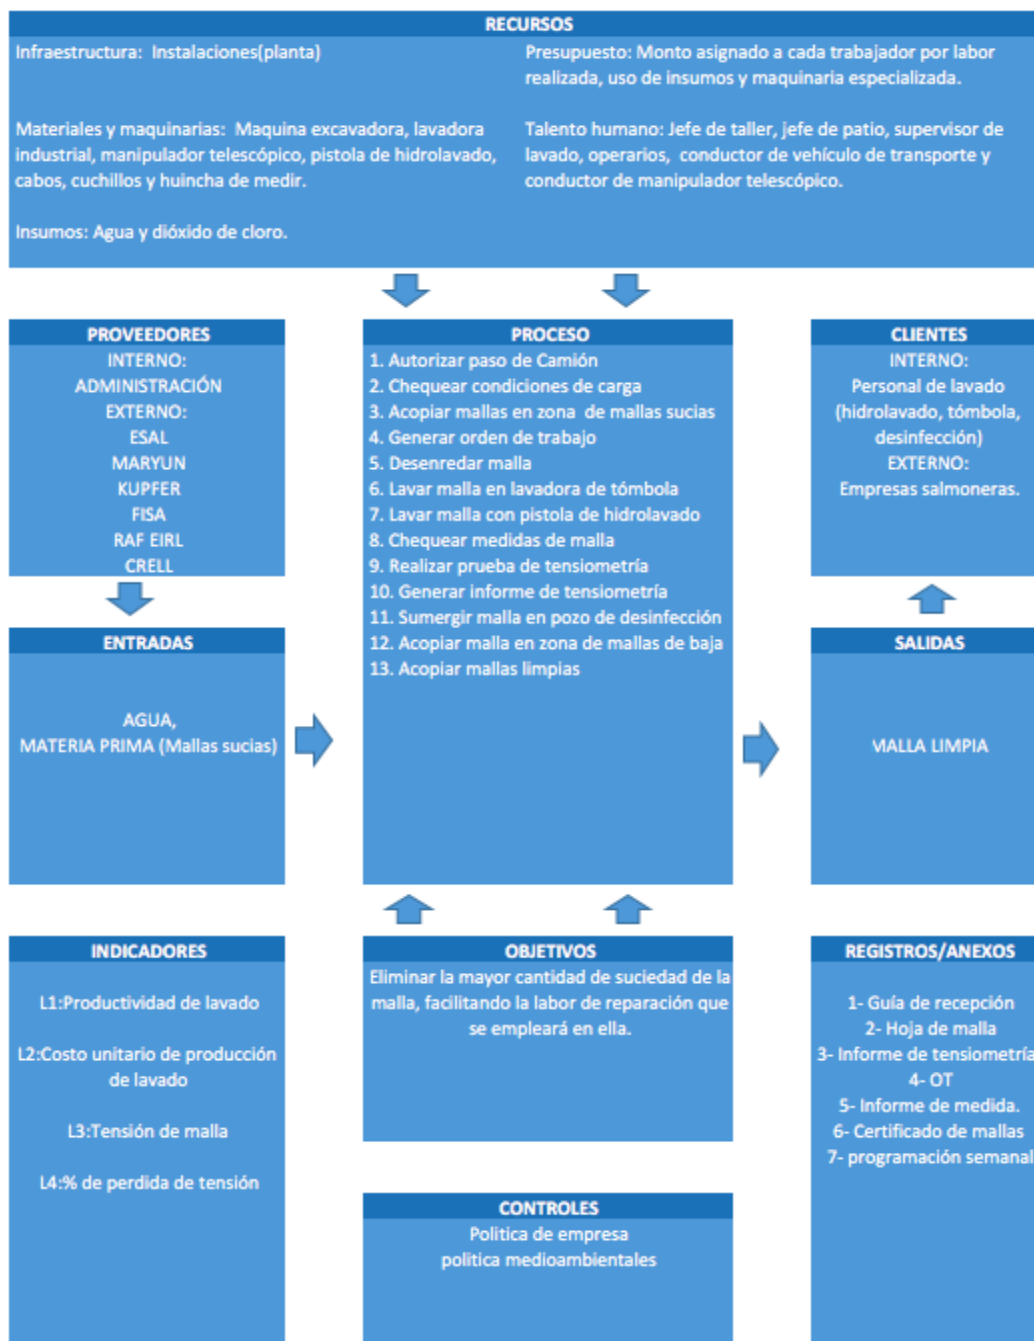 RECURSOS
Infraestructura: Instalaciones(planta)
Presupuesto: Monto asignado a cada trabajador por labor
realizada, uso de insumos y maquinaria especializada.
Materiales y maquinarias: Maquina excavadora, lavadora
industrial, manipulador telescópico, pistola de hidrolavado,
cabos, cuchillos y huincha de medir.
Talento humano: Jefe de taller, jefe de patio, supervisor de
lavado, operarios, conductor de vehículo de transporte y
conductor de manipulador telescópico.
Insumos: Agua y dióxido de cloro.
PROVEEDORES
INTERNO:
ADMINISTRACIÓN
EXTERNO:
ESAL
MARYUN
KUPFER
FISA
RAF EIRL
CRELL
PROCESO
1. Autorizar paso de Camión
2. Chequear condiciones de carga
3. Acopiar mallas en zona de mallas sucias
4. Generar orden de trabajo
5. Desenredar malla
6. Lavar malla en lavadora de tómbola
7. Lavar malla con pistola de hidrolavado
8. Chequear medidas de malla
9. Realizar prueba de tensiometría
10. Generar informe de tensiometría
11. Sumergir malla en pozo de desinfección
12. Acopiar malla en zona de mallas de baja
13. Acopiar mallas limpias
CLIENTES
INTERNO:
Personal de lavado
(hidrolavado, tómbola,
desinfección)
EXTERNO:
Empresas salmoneras.
ENTRADAS
AGUA,
MATERIA PRIMA (Mallas sucias)
SALIDAS
MALLA LIMPIA
INDICADORES
L1:Productividad de lavado
L2:Costo unitario de producción
de lavado
L3:Tensión de malla
L4:% de perdida de tensión
OBJETIVOS
Eliminar la mayor cantidad de suciedad de la
malla, facilitando la labor de reparación que
se empleará en ella.
REGISTROS/ANEXOS
1- Guía de recepción
2- Hoja de malla
3- Informe de tensiometría
4- OT
5- Informe de medida.
6- Certificado de mallas
7- programación semanal
CONTROLES
Politica de empresa
politica medioambientales